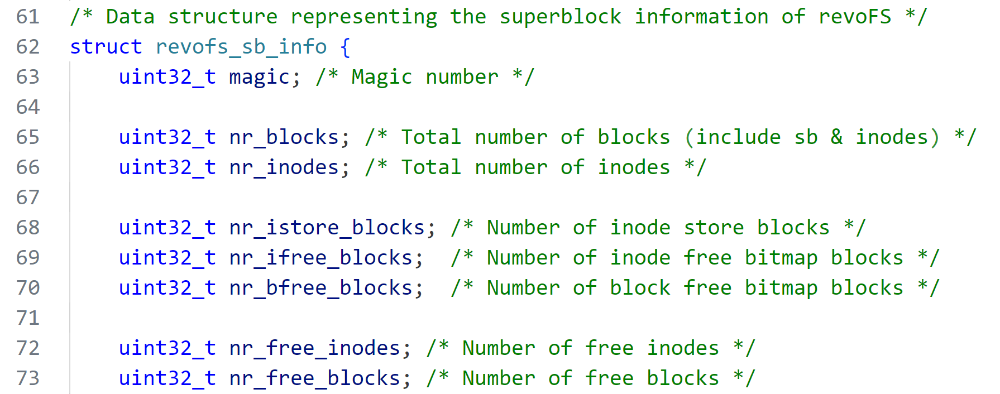 61 /* Data structure representing the superblock information of revoFS */
62 struct revofs_sb_info {
63 uint32_t magic; /* Magic number */
64
65 uint32_t nr_blocks; /* Total number of blocks (include sb & inodes) */
66 uint32_t nr_inodes; /* Total number of inodes */
67
68 uint32_t nr_istore_blocks; /* Number of inode store blocks */
69 uint32_t nr_ifree_blocks;  /* Number of inode free bitmap blocks */
70 uint32_t nr_bfree_blocks;  /* Number of block free bitmap blocks */
71
72 uint32_t nr_free_inodes; /* Number of free inodes */
73 uint32_t nr_free_blocks; /* Number of free blocks */